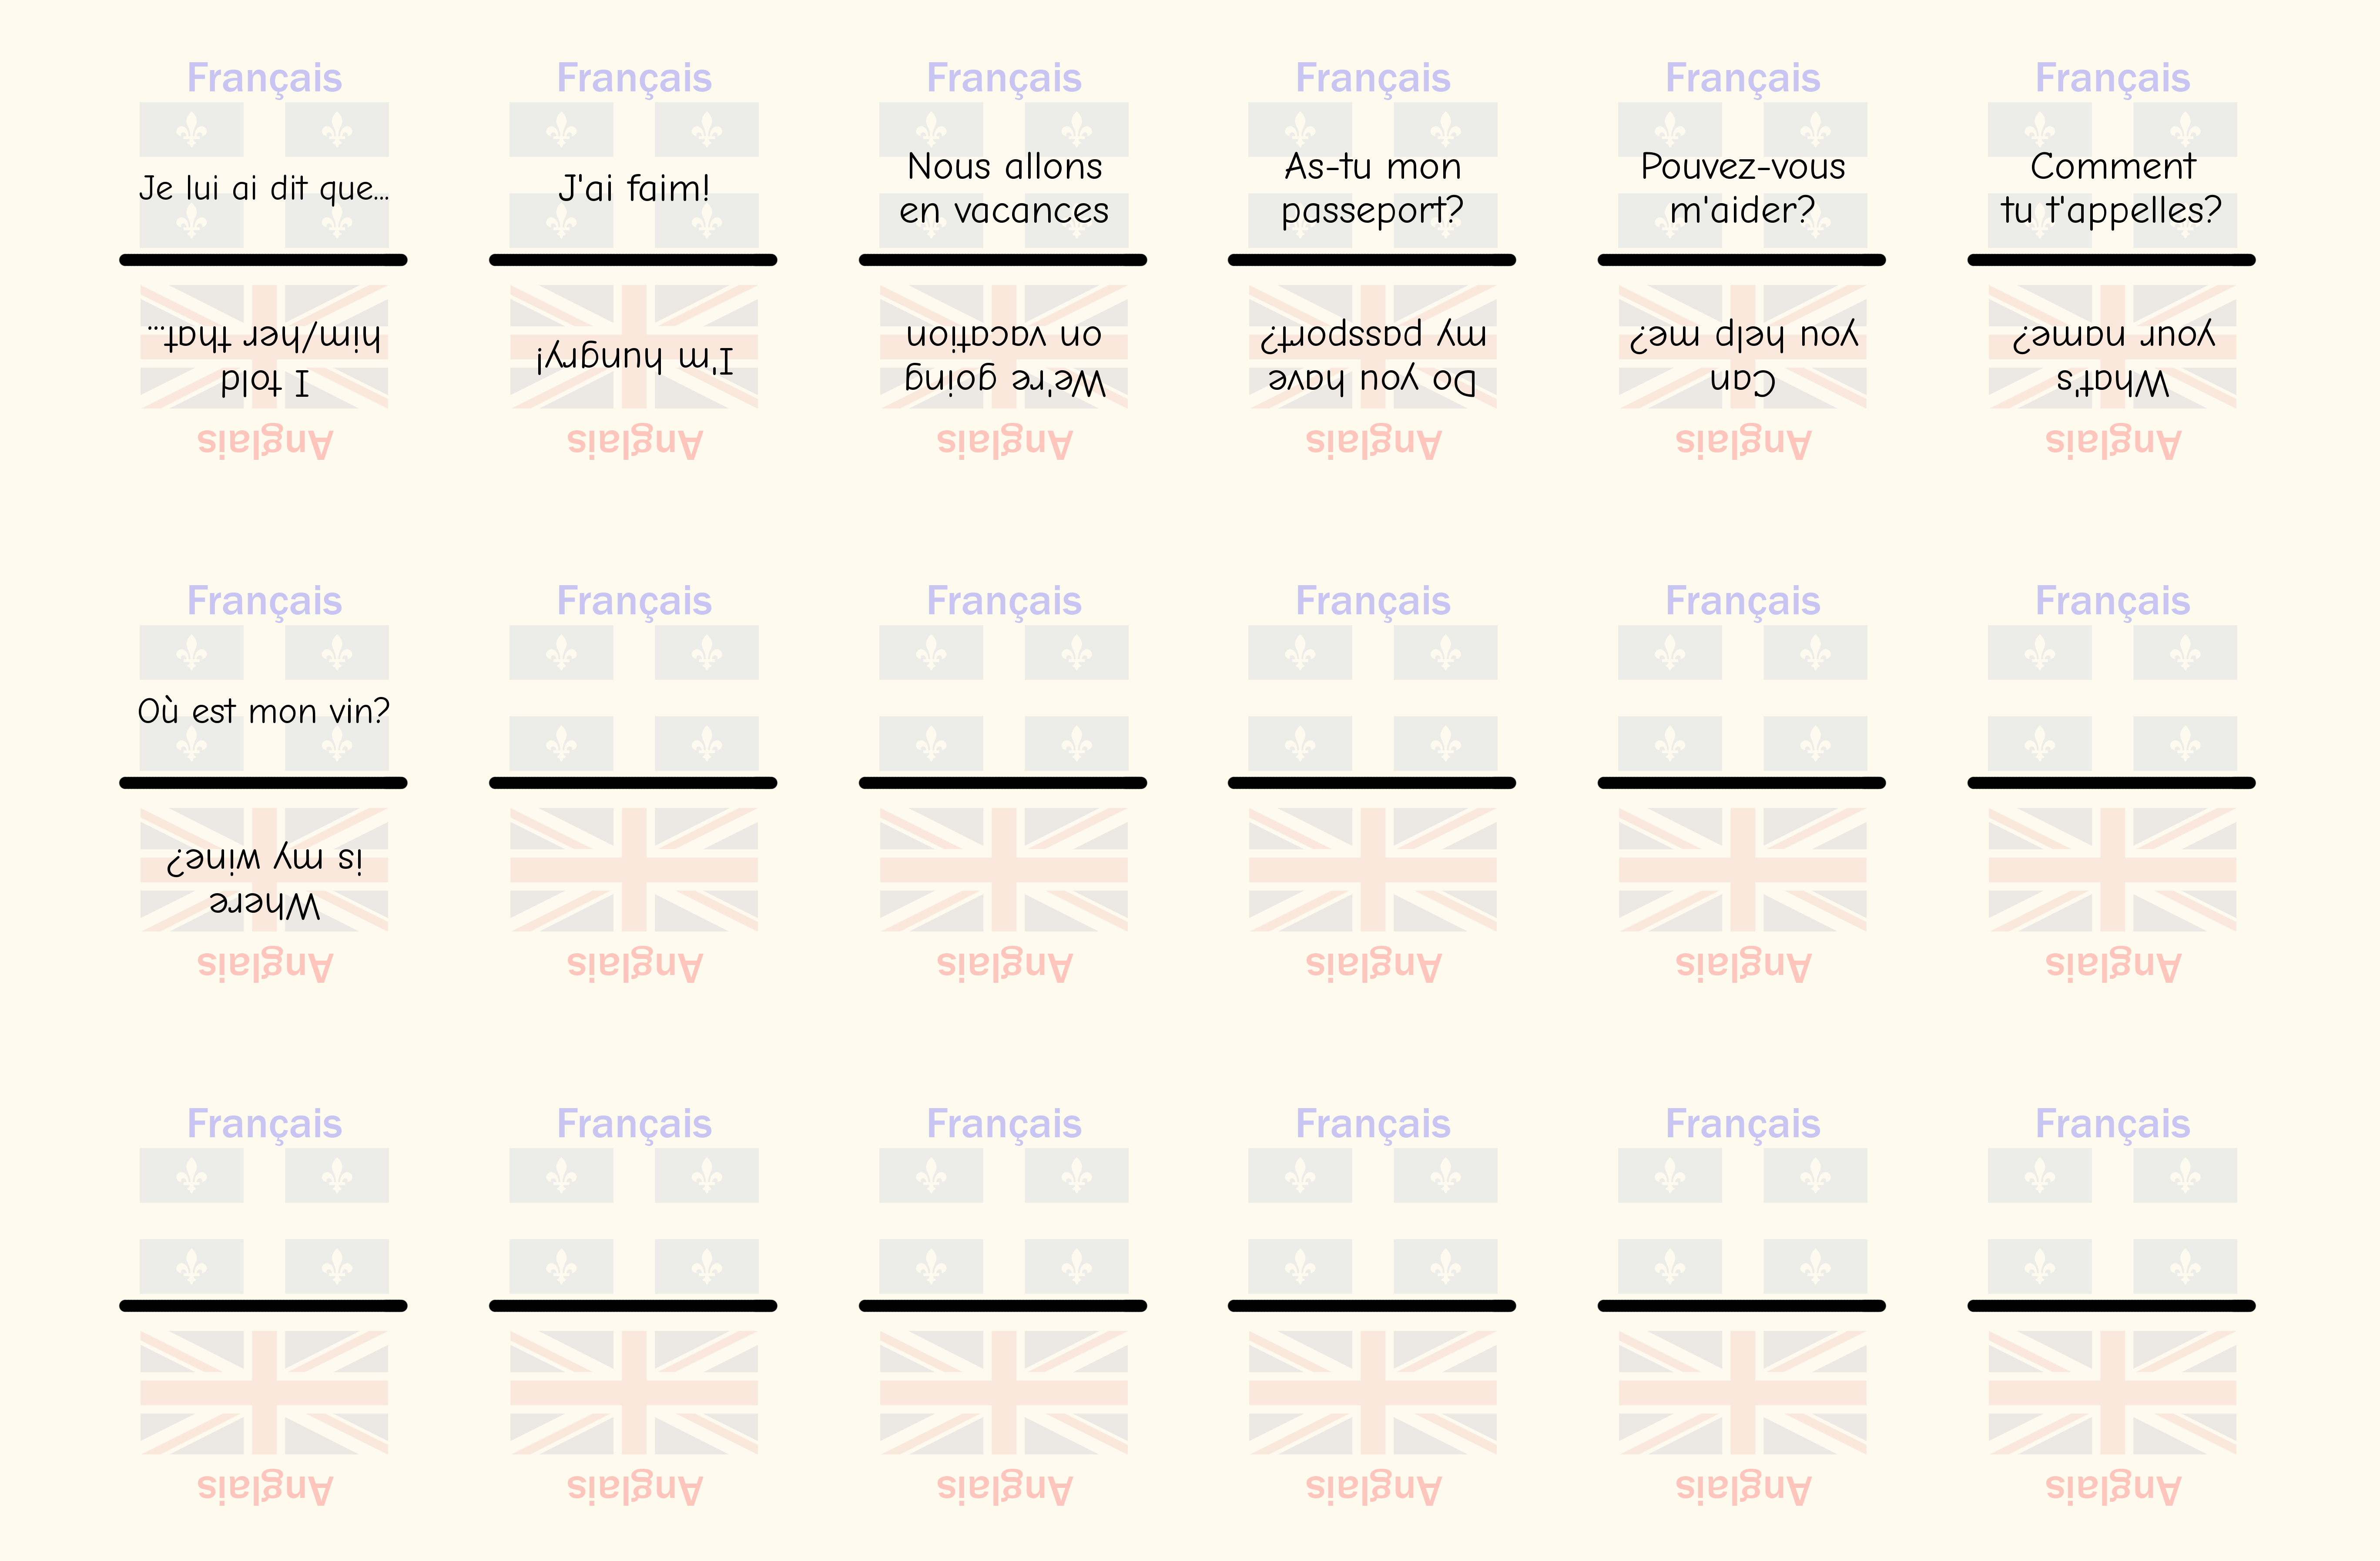 Français
Je lui ai dit que...
I told
him/her that...
Anglais
Français
J'ai faim!
I'm hungry!
Anglais
Français
Nous allons
en vacances
We're going
on vacation
Anglais
Français
As-tu mon
passeport?
Do you have
my passport?
Anglais
Français
Pouvez-vous
m'aider?
Can
you help me?
Anglais
Français
Comment
tu t'appelles?
What's
your name?
Anglais
Français
Où est mon vin?
Where
is my wine?
Anglais
Français
Anglais
Français
Anglais
Français
Anglais
Français
Anglais
Français
Anglais
Français
Anglais
Français
Anglais
Français
Anglais
Français
Anglais
Français
Anglais
Français
Anglais